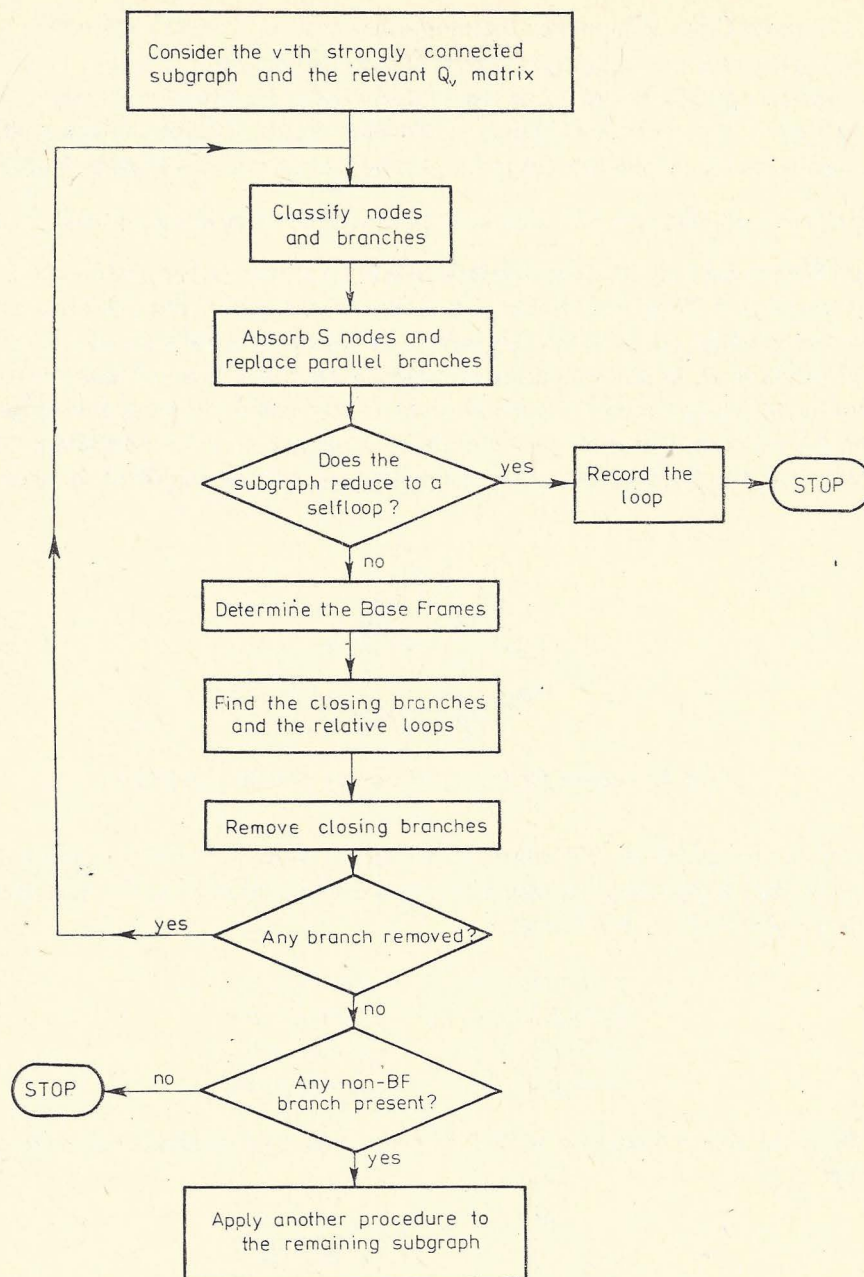 Consider the v-th strongly connected
subgraph and the relevant Qᵥ matrix
Classify nodes
and branches
Absorb S nodes and
replace parallel branches
Does the
subgraph reduce to a
selfloop?
yes
Record the
loop
STOP
no
Determine the Base Frames
Find the closing branches
and the relative loops
Remove closing branches
Any branch removed?
yes
no
Any non-BF
branch present?
no
STOP
yes
Apply another procedure to
the remaining subgraph